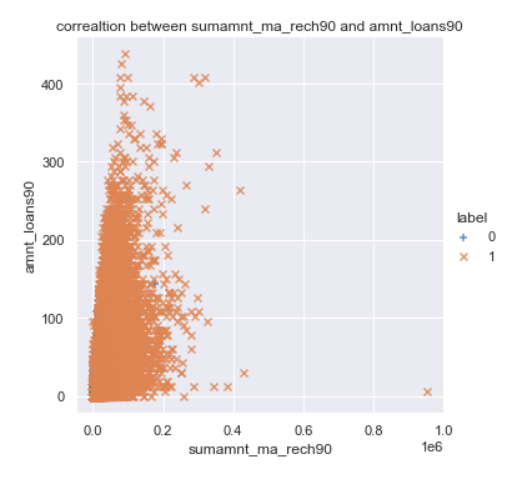 correaltion between sumamnt_ma_rech90 and amnt_loans90
400
300
200
100
0
amnt_loans90
0.0 0.2 0.4 0.6 0.8 1.0
1e6
sumamnt_ma_rech90
label
0
1